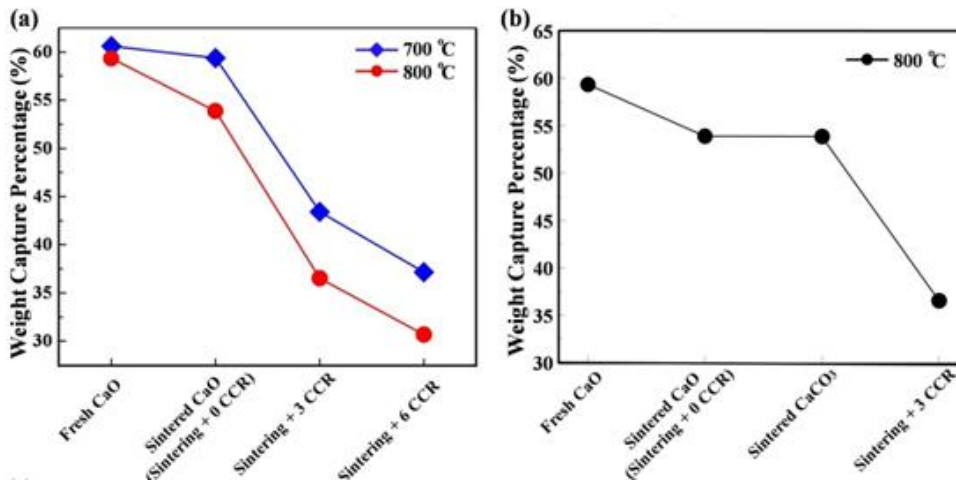 (a)
Weight Capture Percentage (%)
60
55
50
45
40
35
30
700 ℃
800 ℃
Fresh CaO
Sintered CaO
(Sintering + 0 CCR)
Sintering + 3 CCR
Sintering + 6 CCR
(b)
Weight Capture Percentage (%)
65
60
55
50
45
40
35
30
800 ℃
Fresh CaO
Sintered CaO
(Sintering + 0 CCR)
Sintered CaCO₃
Sintering + 3 CCR